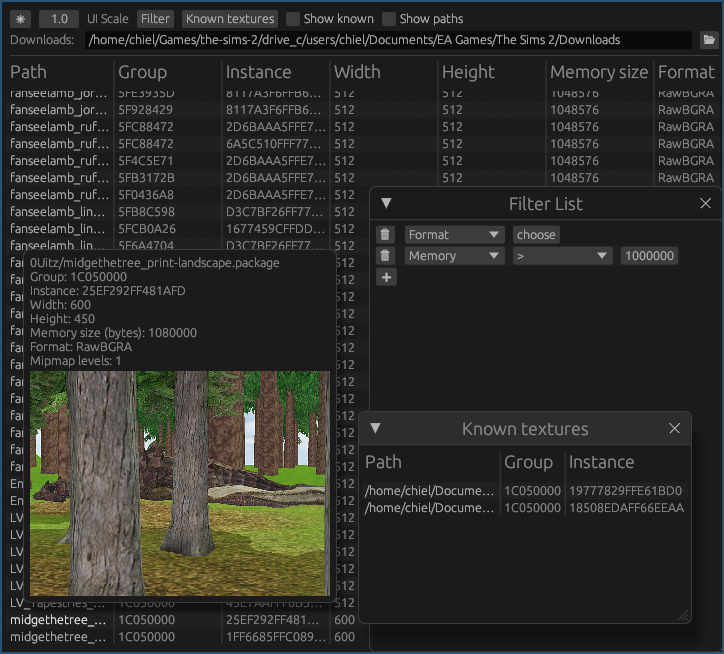 1.0 UI Scale Filter Known textures Show known Show paths
Downloads: /home/chiel/Games/the-sims-2/drive_c/users/chiel/Documents/EA Games/The Sims 2/Downloads
Path Group Instance Width Height Memory size Format
fanseelamb_jor... 5FE3935D 8117A3F6FFB6... 512 512 1048576 RawBGRA
fanseelamb_jor... 5F928429 8117A3F6FFB6... 512 512 1048576 RawBGRA
fanseelamb_ruf... 5FC88472 2D6BAAA5FFE7... 512 512 1048576 RawBGRA
fanseelamb_ruf... 5FC88472 6A5C510FFF77... 512 512 1048576 RawBGRA
fanseelamb_ruf... 5F4C5E71 2D6BAAA5FFE7... 512 512 1048576 RawBGRA
fanseelamb_ruf... 5FB3172B 2D6BAAA5FFE7... 512 512 1048576 RawBGRA
fanseelamb_ruf... 5F0436A8 2D6BAAA5FFE7... 512
fanseelamb_lin... 5FB8C598 D3C7BF26FF77... 512
fanseelamb_lin... 5FCB0A26 1677459CFFDD... 512
fanseelamb_lin... 5F6A4704 D3C7BF26FF77... 512
Filter List
Format choose
Memory > 1000000
+
0Uitz/midgethetree_print-landscape.package
Group: 1C050000
Instance: 25EF292FF481AFD
Width: 600
Height: 450
Memory size (bytes): 1080000
Format: RawBGRA
Mipmap levels: 1
Known textures
Path Group Instance
/home/chiel/Docume... 1C050000 19777829FFE61BD0
/home/chiel/Docume... 1C050000 18508EDAFF66EEAA
midgethetree_... 1C050000 25EF292FF481... 600
midgethetree_... 1C050000 1FF6685FFC089... 600